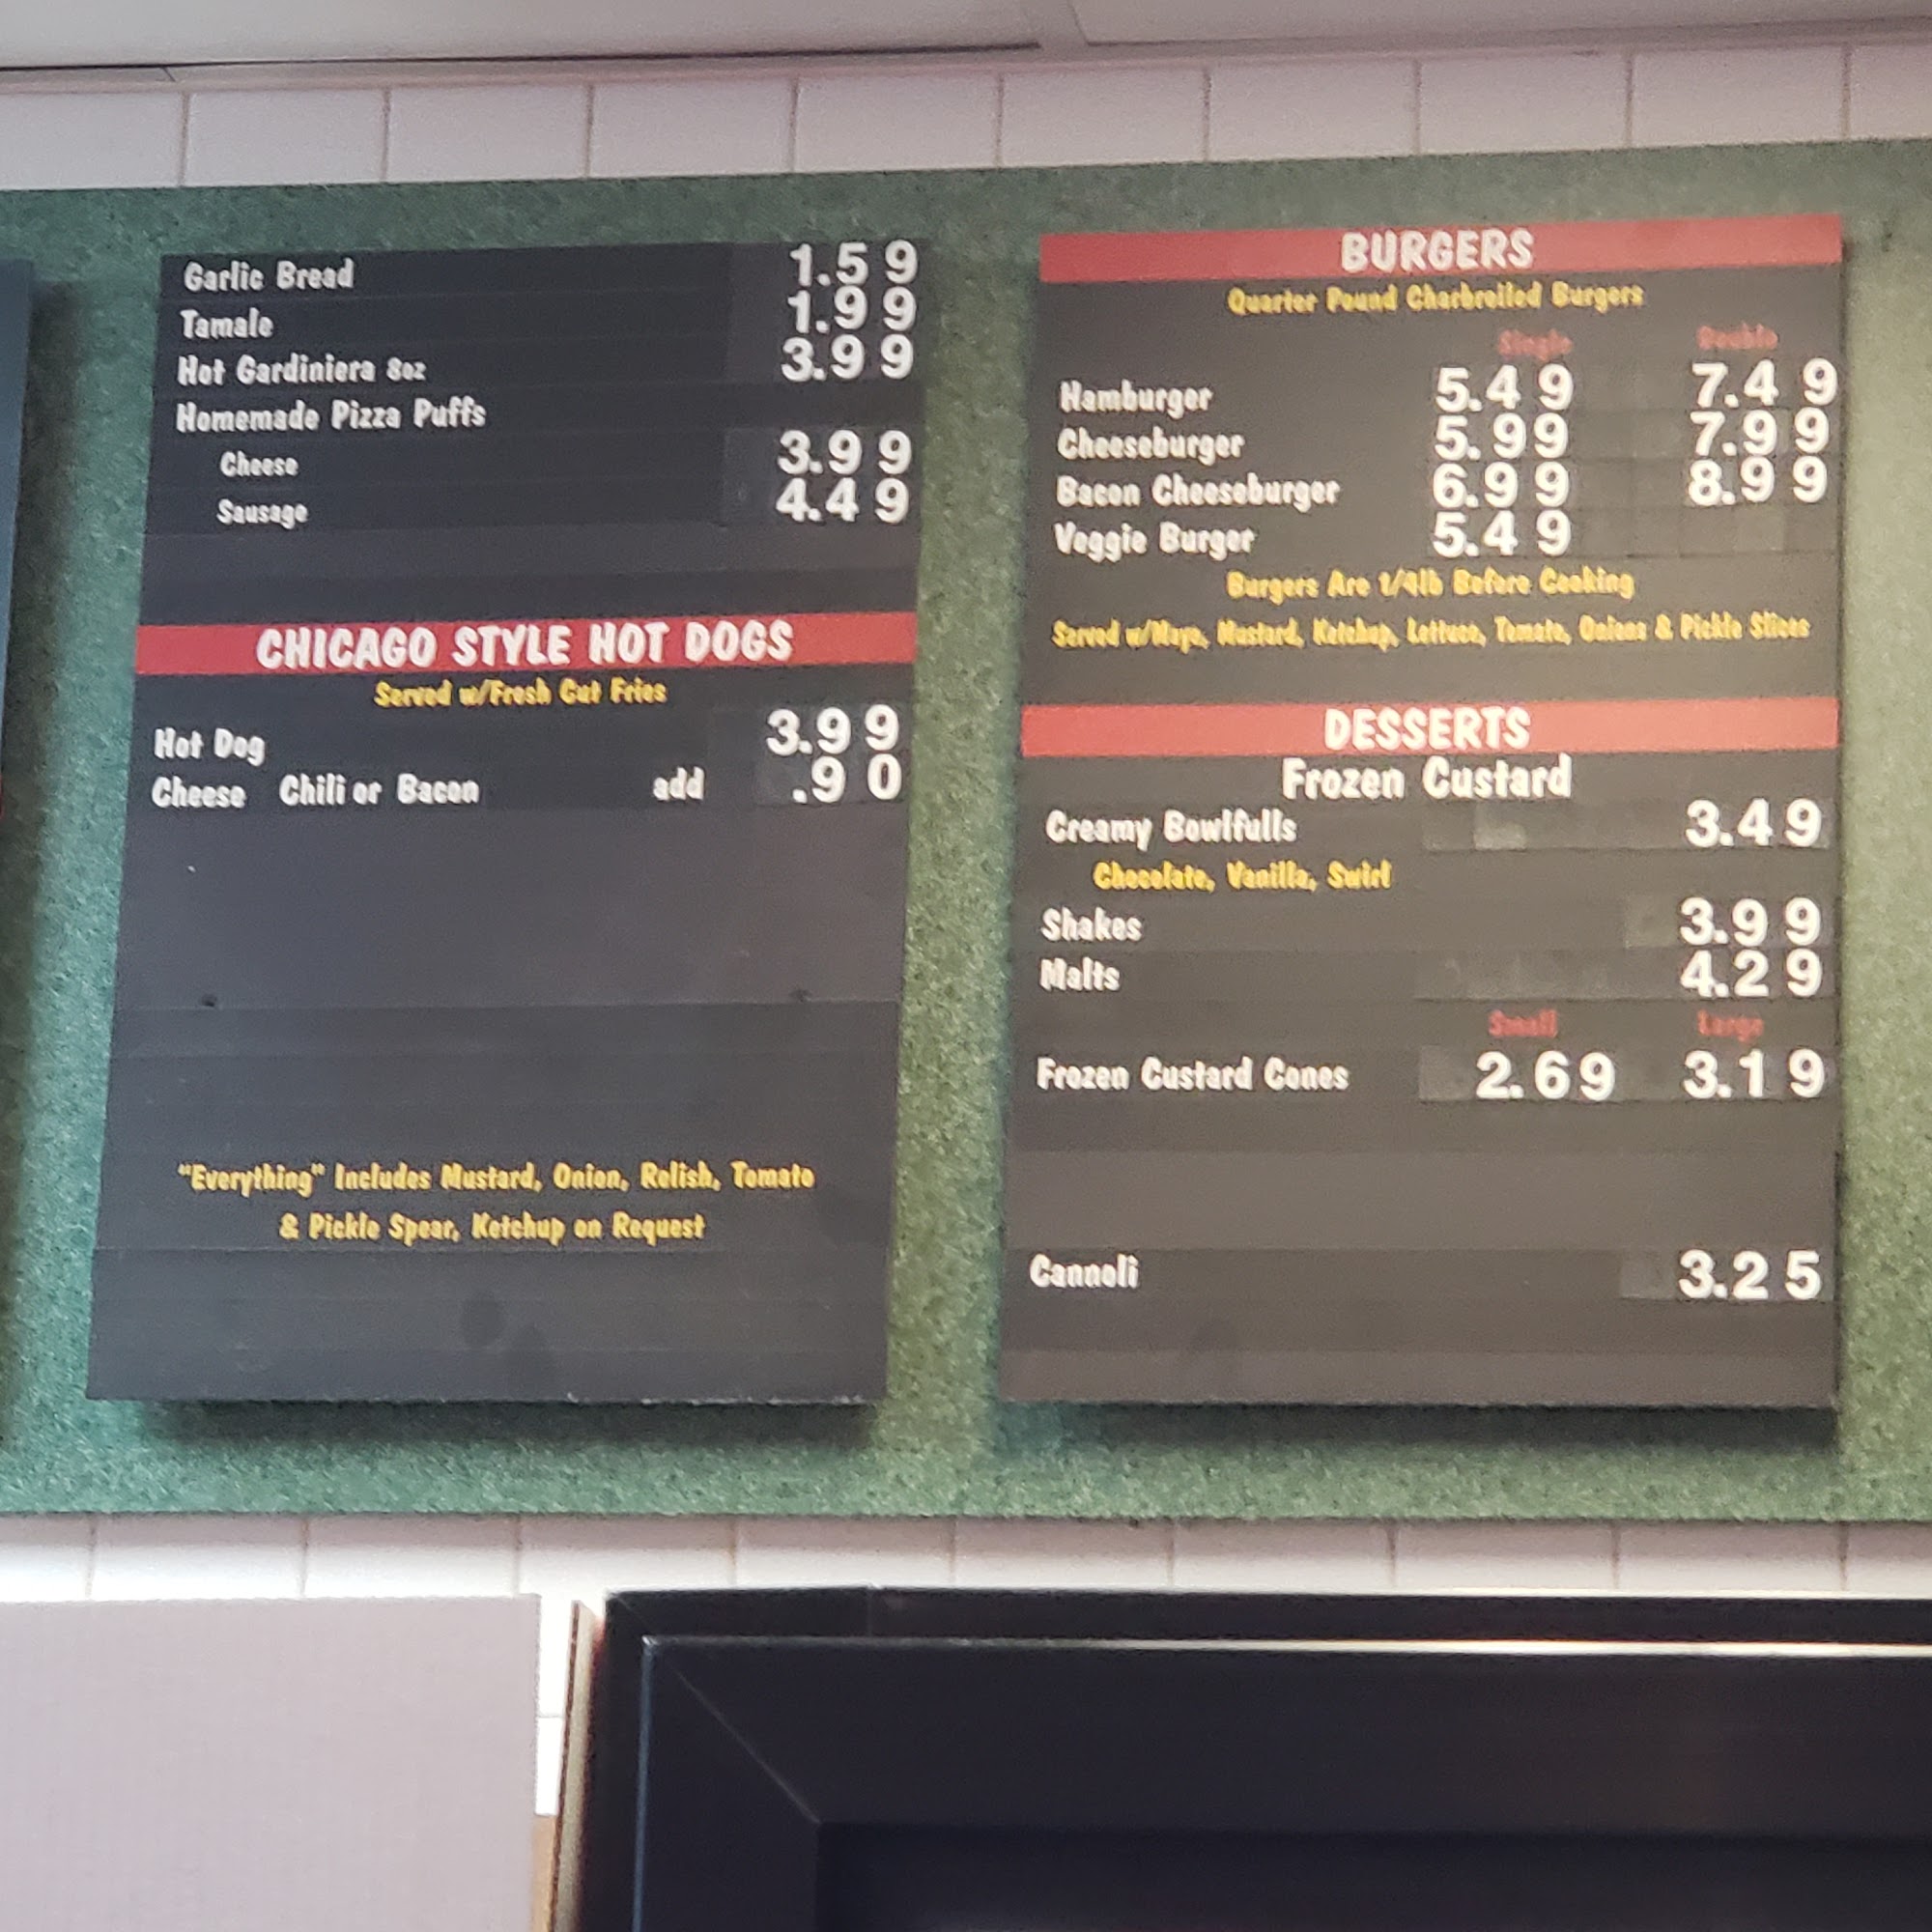 Garlic Bread 1.59
Tamale 1.99
Hot Gardiniera 8oz 3.99
Homemade Pizza Puffs
Cheese 3.99
Sausage 4.49
CHICAGO STYLE HOT DOGS
Served w/Fresh Cut Fries
Hot Dog 3.99
Cheese Chili or Bacon add .90
"Everything" Includes Mustard, Onion, Relish, Tomato
& Pickle Spear, Ketchup on Request
BURGERS
Quarter Pound Charbroiled Burgers
Single Double
Hamburger 5.49 7.49
Cheeseburger 5.99 7.99
Bacon Cheeseburger 6.99 8.99
Veggie Burger 5.49
Burgers Are 1/4lb Before Cooking
Served w/Mayo, Mustard, Ketchup, Lettuce, Tomato, Onions & Pickle Slices
DESSERTS
Frozen Custard
Creamy Bowlfulls 3.49
Chocolate, Vanilla, Swirl
Shakes 3.99
Malts 4.29
Small Large
Frozen Custard Cones 2.69 3.19
Cannoli 3.25